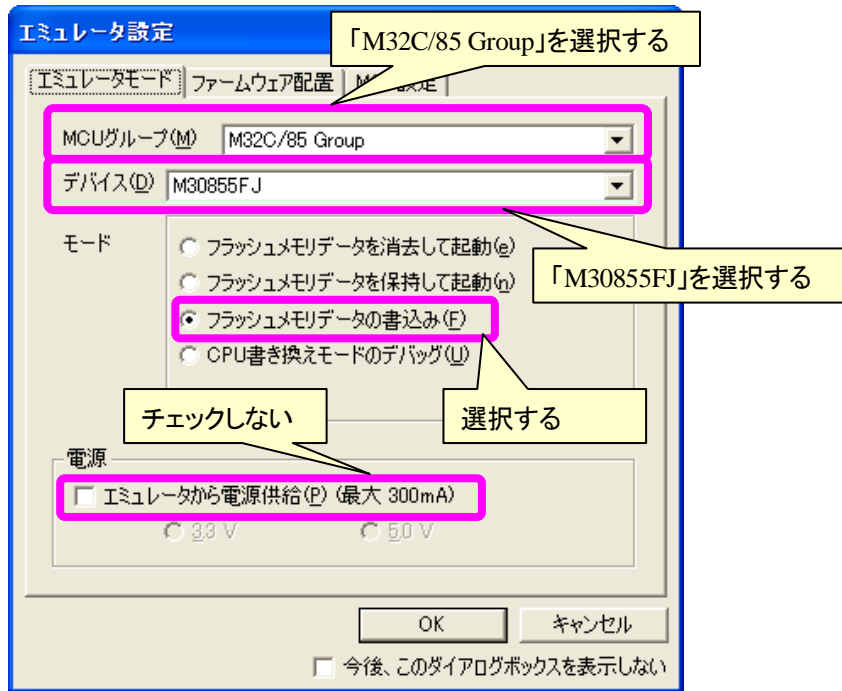 エミュレータ設定
「M32C/85 Group」を選択する
エミュレータモード ファームウェア配置 設定
MCUグループ(M) M32C/85 Group
デバイス(D) M30855FJ
モード
フラッシュメモリデータを消去して起動(e)
フラッシュメモリデータを保持して起動(n)
「M30855FJ」を選択する
フラッシュメモリデータの書込み(F)
CPU書き換えモードのデバッグ(U)
チェックしない
選択する
電源
エミュレータから電源供給(P) (最大 300mA)
3.3 V 5.0 V
OK キャンセル
今後、このダイアログボックスを表示しない